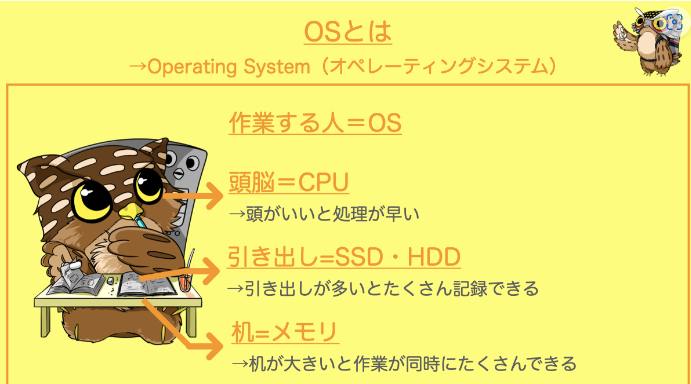 OSとは
→Operating System（オペレーティングシステム）
作業する人＝OS
頭脳＝CPU
→頭がいいと処理が早い
引き出し=SSD・HDD
→引き出しが多いとたくさん記録できる
机=メモリ
→机が大きいと作業が同時にたくさんできる